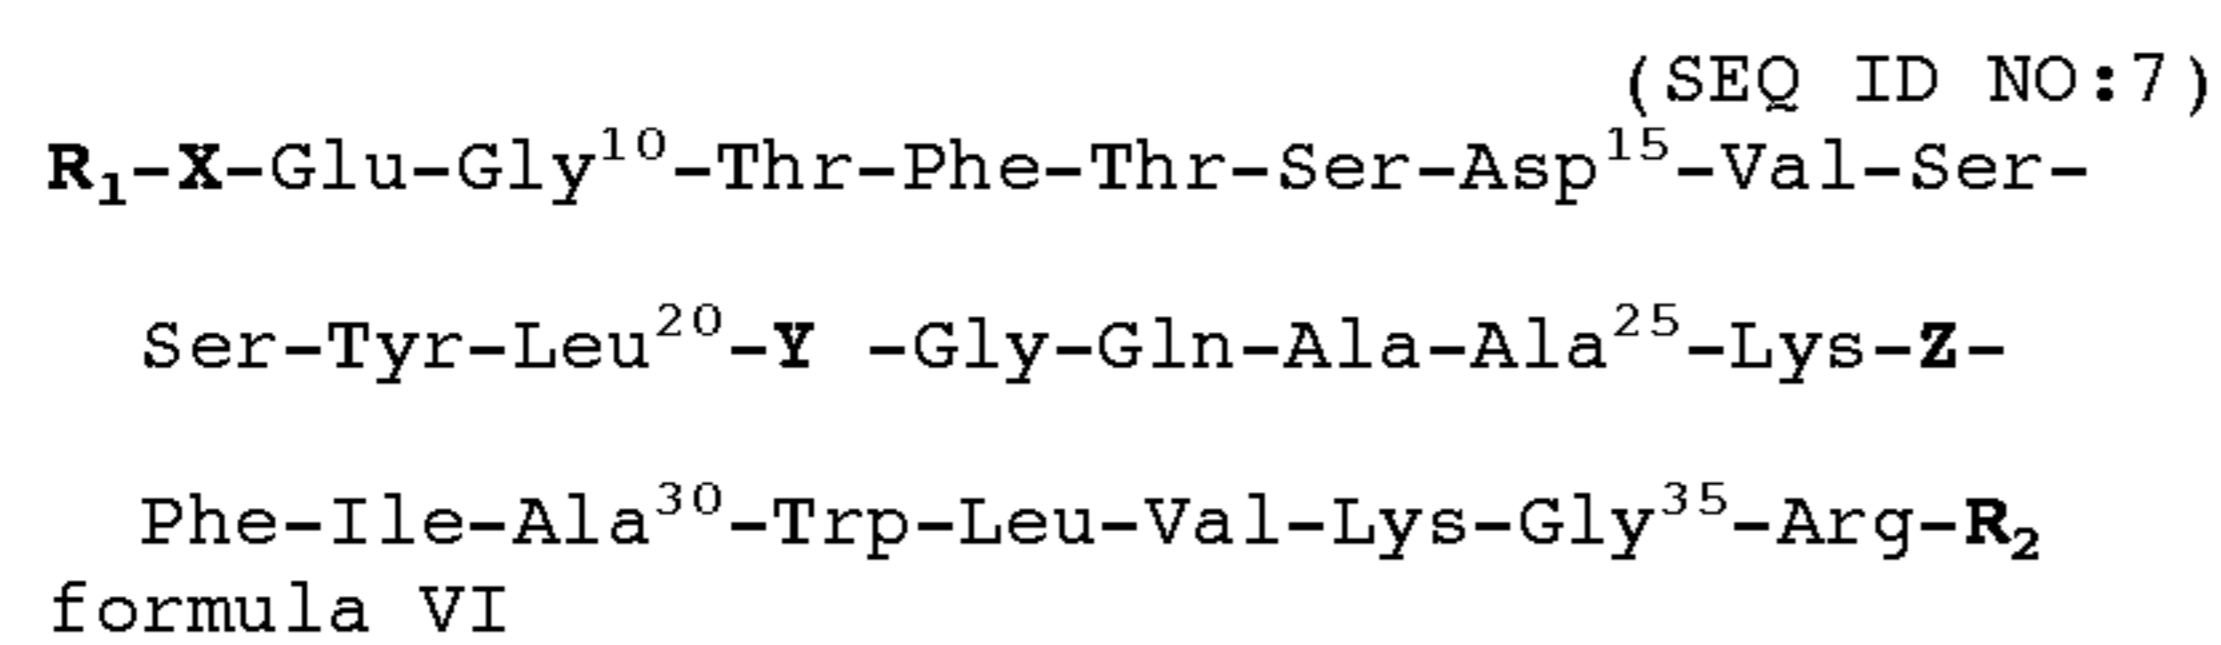 (SEQ ID NO:7)
R₁-X-Glu-Gly¹⁰-Thr-Phe-Thr-Ser-Asp¹⁵-Val-Ser-
Ser-Tyr-Leu²⁰-Y -Gly-Gln-Ala-Ala²⁵-Lys-Z-
Phe-Ile-Ala³⁰-Trp-Leu-Val-Lys-Gly³⁵-Arg-R₂
formula VI